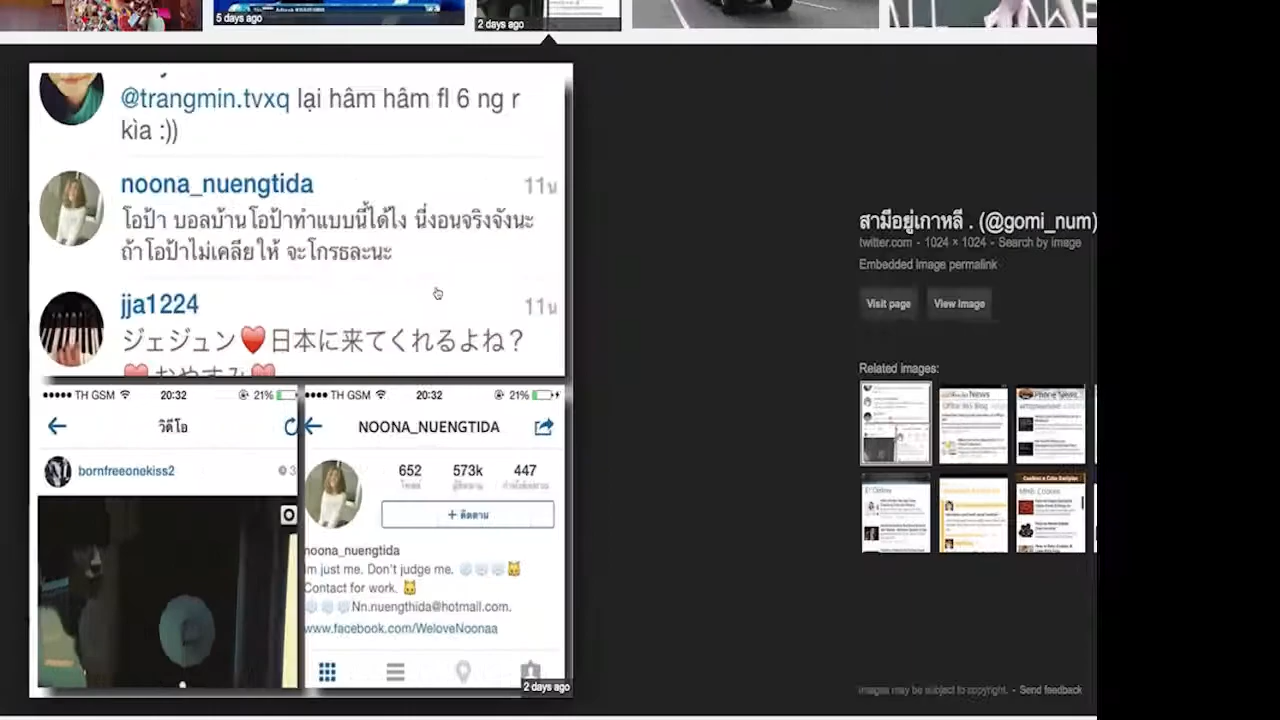 5 days ago
2 days ago
@trangmin.tvxq lại hâm hâm fl 6 ng r
kìa :))
noona_nuengtida 11น
โอป้า บอลบ้านโอป้าทำแบบนี้ได้ไง นี่งอนจริงจังนะ
ถ้าโอป้าไม่เคลียให้ จะโกรธละนะ
jja1224 11น
ジェジュン❤️日本に来てくれるよね？
❤️おやすみ❤️
TH GSM 20:32 21%
วิดีโอ
bornfreeonekiss2 3
TH GSM 20:32 21%
NOONA_NUENGTIDA
652 573k 447
+ ติดตาม
noona_nuengtida
Im just me. Don't judge me.
Contact for work.
Nn.nuengthida@hotmail.com.
www.facebook.com/WeloveNoonaa
2 days ago
สามีอยู่เกาหลี . (@gomi_num)
twitter.com - 1024 × 1024 - Search by image
Embedded image permalink
Visit page View image
Related images:
Images may be subject to copyright. - Send feedback